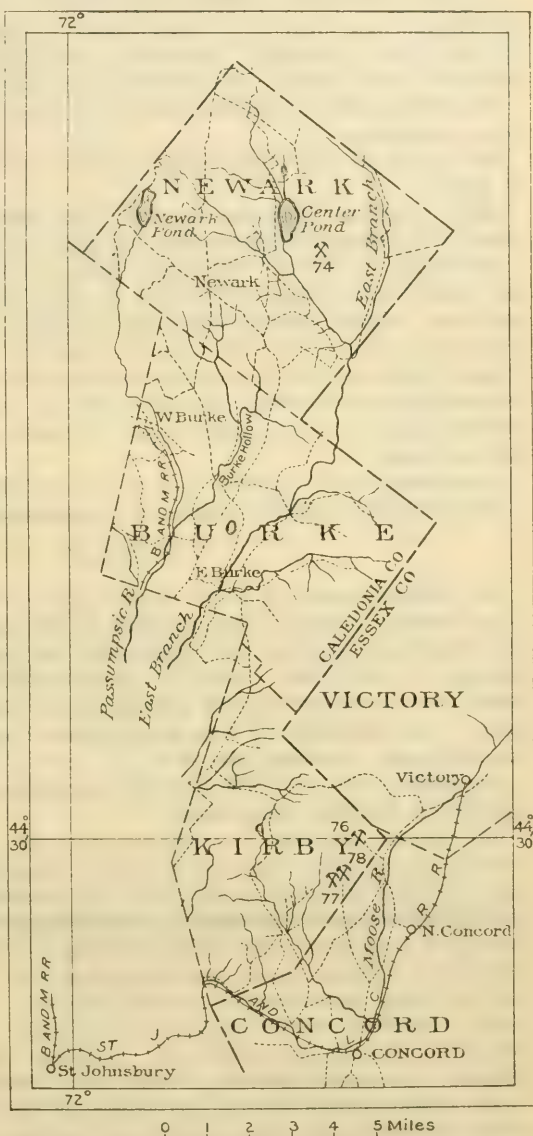 72°
NEWARK
Newark
Pond
Center
Pond
74
East Branch
Newark
W Burke
Burke Hollow
B AND M RR
BURKE
E Burke
Passumpsic R
East Branch
CALEDONIA CO
ESSEX CO
VICTORY
Victory
44°
30'
76
30'
KIRBY
78
77
Moose R
R R
N. Concord
AND
L C
CONCORD
B AND M RR
ST J
CONCORD
St Johnsbury
72°
0 1 2 3 4 5 Miles